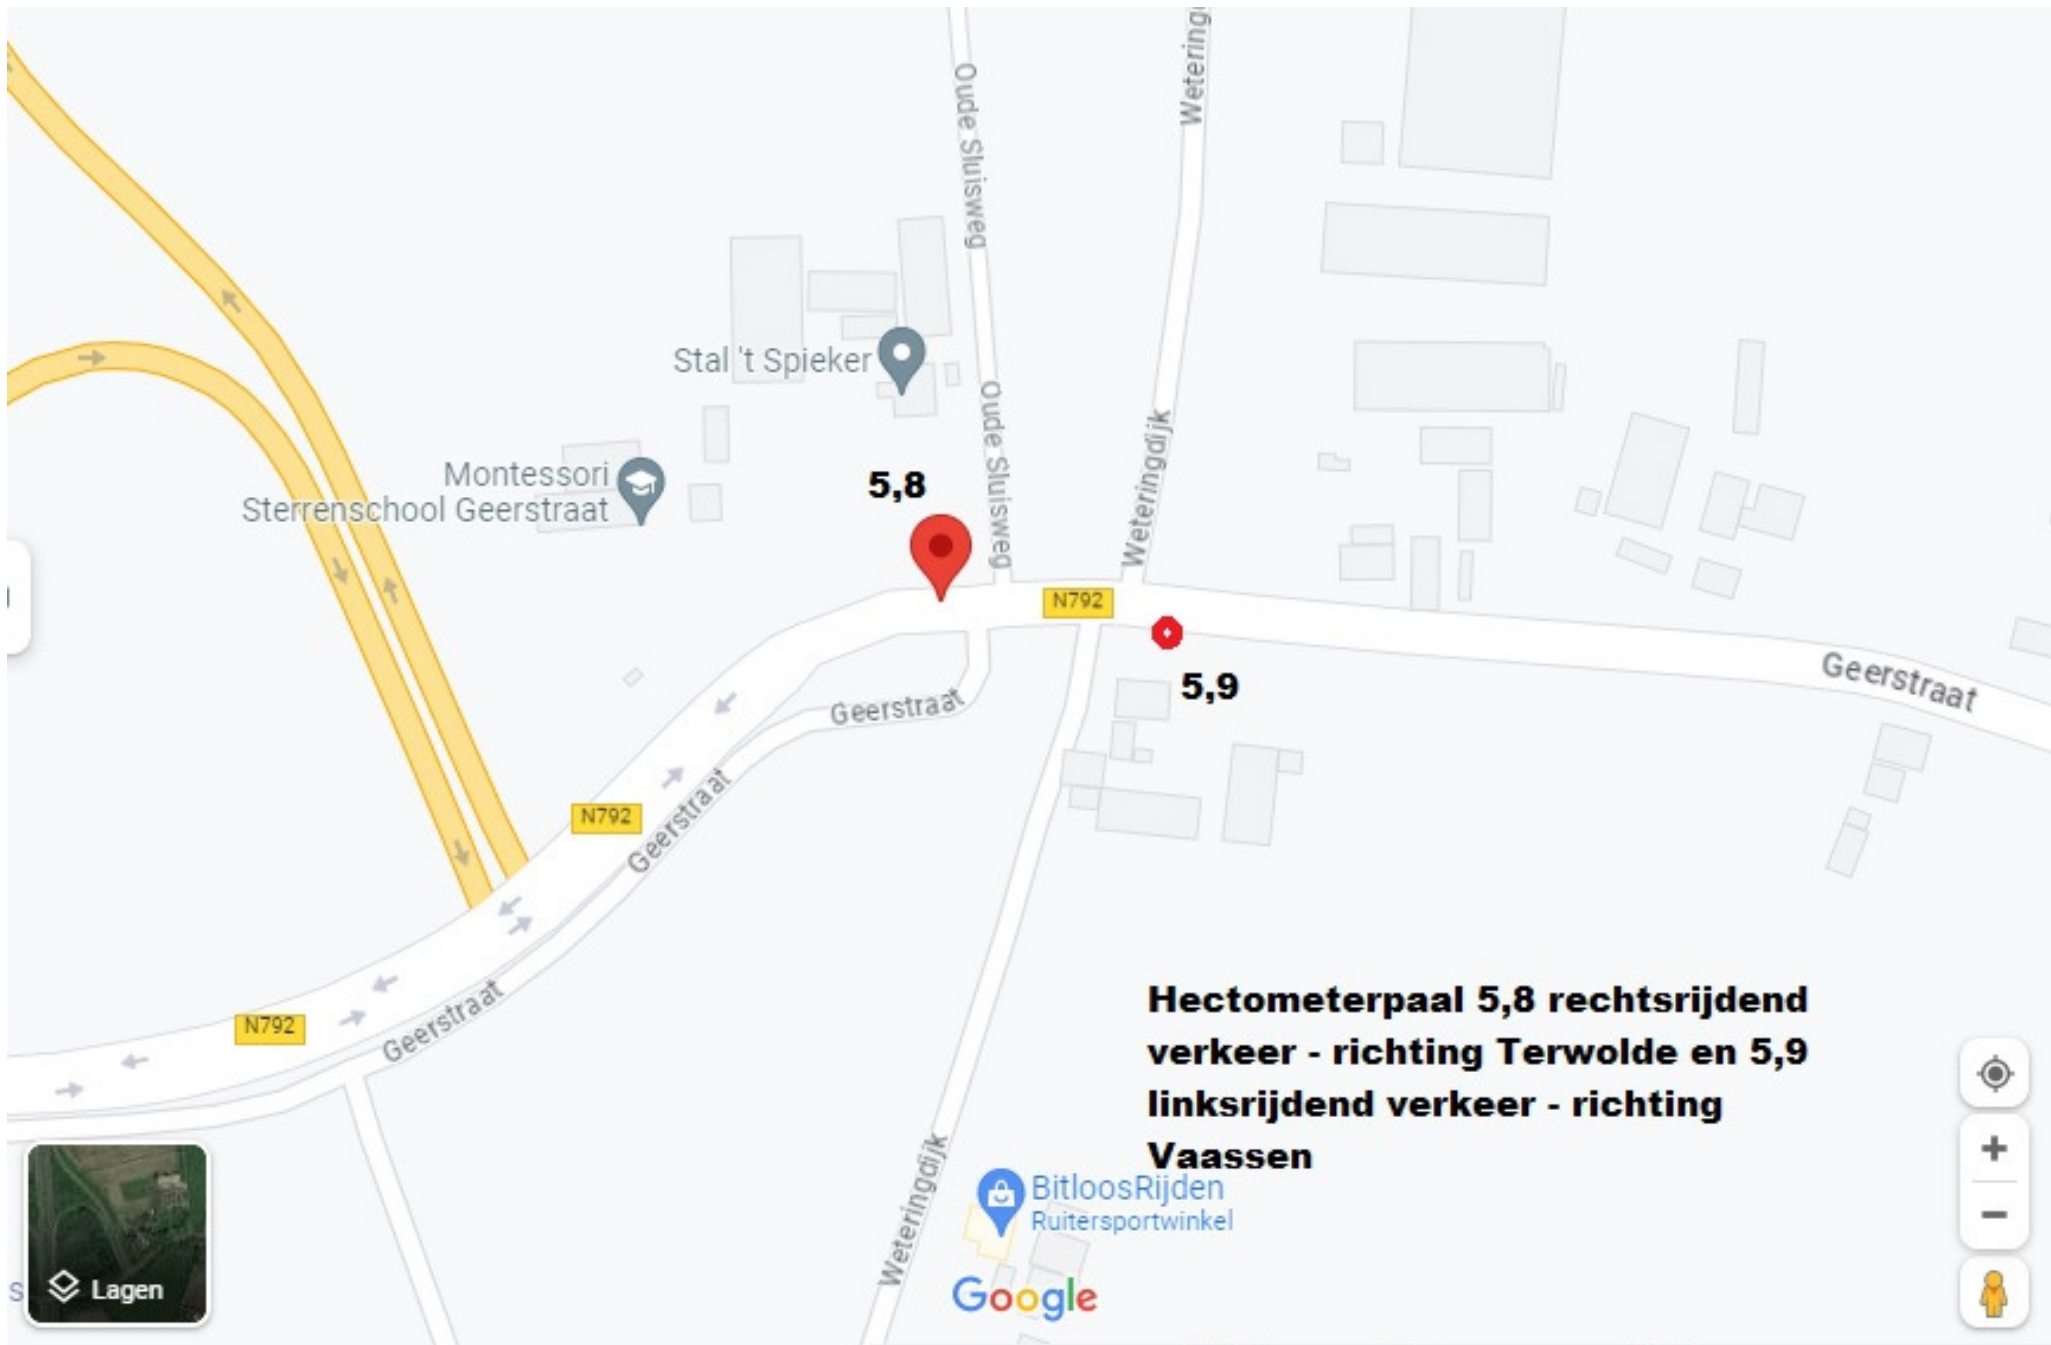 Oude Sluisweg
Wetering
Stal 't Spieker
Oude Sluisweg
Weteringdijk
Montessori
Sterrenschool Geerstraat
5,8
N792
5,9
Geerstraat
Geerstraat
Geerstraat
N792
Geerstraat
N792
Hectometerpaal 5,8 rechtsrijdend
verkeer - richting Terwolde en 5,9
linksrijdend verkeer - richting
Vaassen
Weteringdijk
BitloosRijden
Ruitersportwinkel
Lagen
Google